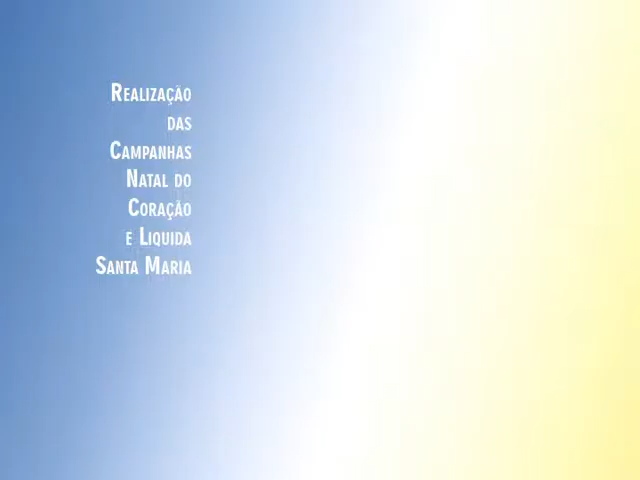 Realização
das
Campanhas
Natal do
Coração
e Liquida
Santa Maria